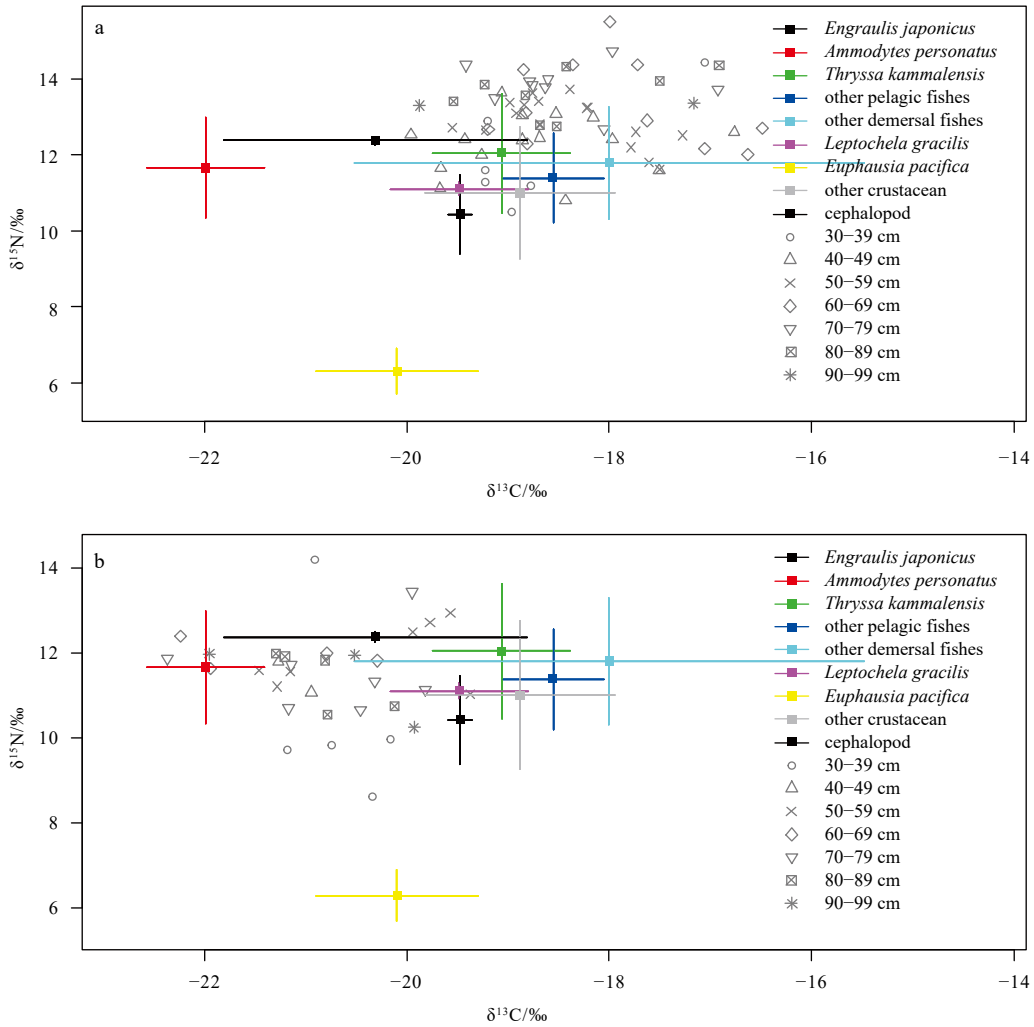 a
Engraulis japonicus
Ammodytes personatus
Thryssa kammalensis
other pelagic fishes
other demersal fishes
Leptochela gracilis
Euphausia pacifica
other crustacean
cephalopod
30−39 cm
40−49 cm
50−59 cm
60−69 cm
70−79 cm
80−89 cm
90−99 cm
14
12
10
8
6
δ¹⁵N/‰
−22
−20
−18
−16
−14
δ¹³C/‰
b
Engraulis japonicus
Ammodytes personatus
Thryssa kammalensis
other pelagic fishes
other demersal fishes
Leptochela gracilis
Euphausia pacifica
other crustacean
cephalopod
30−39 cm
40−49 cm
50−59 cm
60−69 cm
70−79 cm
80−89 cm
90−99 cm
14
12
10
8
6
δ¹⁵N/‰
−22
−20
−18
−16
−14
δ¹³C/‰